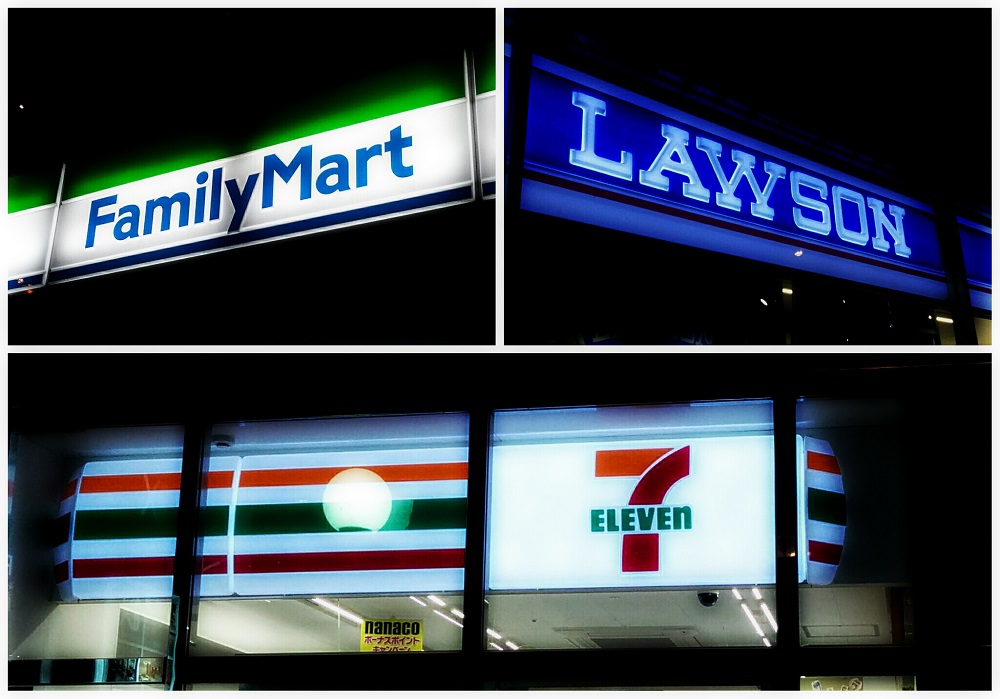 FamilyMart
LAWSON
7
ELEVEn
nanaco
ボーナスポイント
キャンペーン